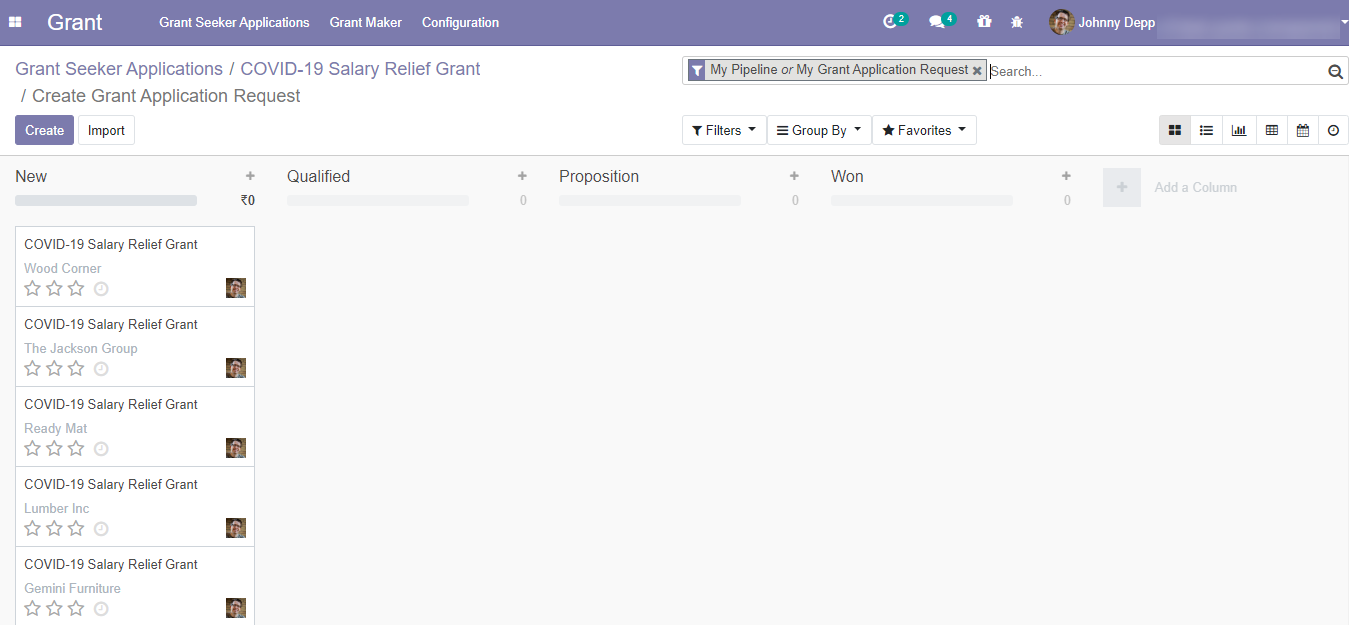 Grant Grant Seeker Applications Grant Maker Configuration 2 4 Johnny Depp
Grant Seeker Applications / COVID-19 Salary Relief Grant
/ Create Grant Application Request
My Pipeline or My Grant Application Request Search...
Create Import
Filters Group By Favorites
New Qualified Proposition Won Add a Column
₹0 0 0 0
COVID-19 Salary Relief Grant
Wood Corner
COVID-19 Salary Relief Grant
The Jackson Group
COVID-19 Salary Relief Grant
Ready Mat
COVID-19 Salary Relief Grant
Lumber Inc
COVID-19 Salary Relief Grant
Gemini Furniture